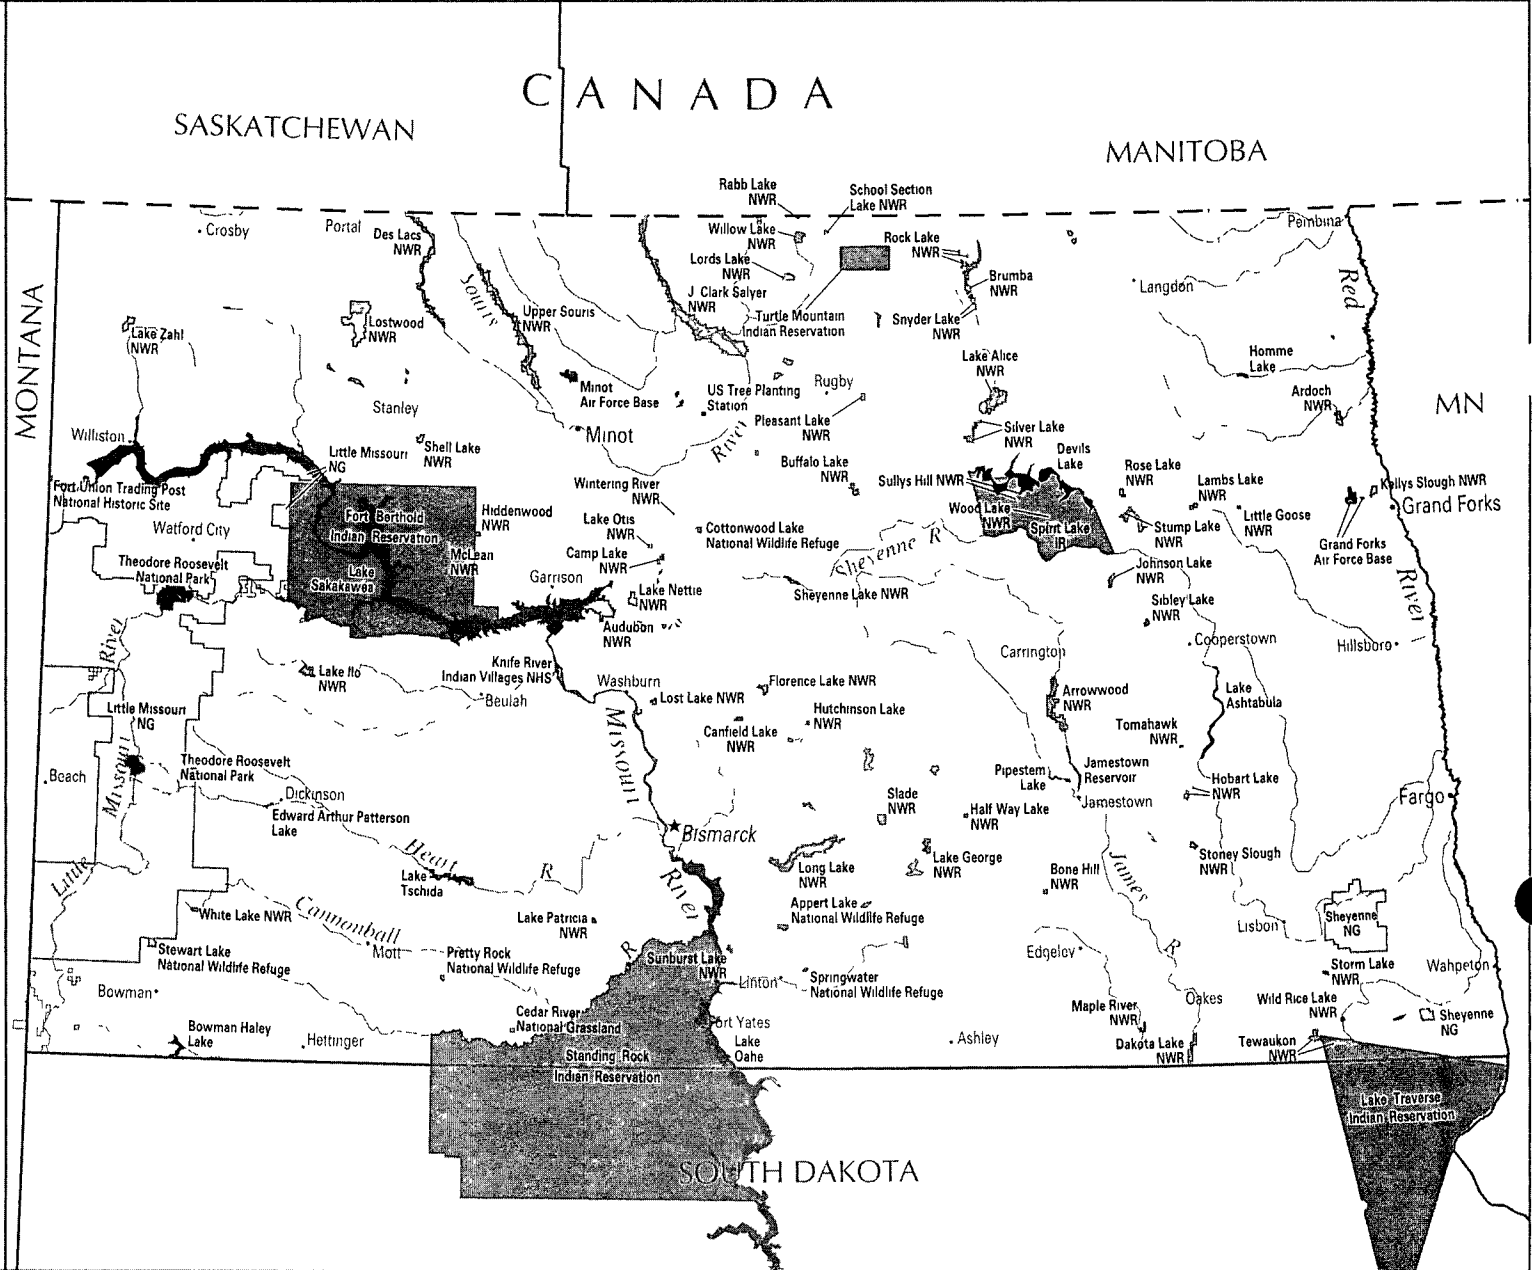 CANADA
SASKATCHEWAN
MANITOBA
Rabb Lake
NWR
School Section
Lake NWR
Pembina
Crosby
Portal
Des Lacs
NWR
Willow Lake
NWR
Rock Lake
NWR
Lords Lake
NWR
Brumba
NWR
Langdon
Red
Souris
J Clark Salyer
NWR
Upper Souris
NWR
Turtle Mountain
Indian Reservation
Snyder Lake
NWR
MONTANA
Lake Zahl
NWR
Lostwood
NWR
Homme
Lake
Lake Alice
NWR
Minot
Air Force Base
US Tree Planting
Station
Rugby
Ardoch
NWR
MN
Stanley
Pleasant Lake
NWR
Silver Lake
NWR
Williston
Minot
River
Devils
Lake
Little Missouri
NG
Shell Lake
NWR
Buffalo Lake
NWR
Sullys Hill NWR
Rose Lake
NWR
Lambs Lake
NWR
Kellys Slough NWR
Grand Forks
Fort Union Trading Post
National Historic Site
Wintering River
NWR
Fort Berthold
Indian Reservation
Hiddenwood
NWR
Wood Lake
NWR
Spirit Lake
IR
Little Goose
NWR
Watford City
Lake Otis
NWR
Cottonwood Lake
National Wildlife Refuge
Stump Lake
NWR
Sheyenne R
Grand Forks
Air Force Base
McLean
NWR
Camp Lake
NWR
Theodore Roosevelt
National Park
Lake
Sakakawea
Garrison
Johnson Lake
NWR
River
Lake Nettie
NWR
Sheyenne Lake NWR
Sibley Lake
NWR
Audubon
NWR
River
Cooperstown
Hillsboro
Carrington
Lake Ilo
NWR
Knife River
Indian Villages NHS
Beulah
Washburn
Lost Lake NWR
Florence Lake NWR
Arrowwood
NWR
Lake
Ashtabula
Little Missouri
NG
Missouri
Canfield Lake
NWR
Hutchinson Lake
NWR
Tomahawk
NWR
Theodore Roosevelt
National Park
Beach
Missouri
Dickinson
Pipestem
Lake
Jamestown
Reservoir
Jamestown
Hobart Lake
NWR
Fargo
Slade
NWR
Edward Arthur Patterson
Lake
Half Way Lake
NWR
Bismarck
Heart
R
Little
Lake
Tschida
River
Long Lake
NWR
Lake George
NWR
Bone Hill
NWR
James
Stoney Slough
NWR
White Lake NWR
Cannonball
Lake Patricia
NWR
Appert Lake
National Wildlife Refuge
Sheyenne
NG
Lisbon
Stewart Lake
National Wildlife Refuge
Mott
R
Pretty Rock
National Wildlife Refuge
Sunburst Lake
NWR
Edgeley
R
Storm Lake
NWR
Wahpeton
Linton
Springwater
National Wildlife Refuge
Bowman
Cedar River
National Grassland
Maple River
NWR
Oakes
Wild Rice Lake
NWR
Sheyenne
NG
Bowman Haley
Lake
Hettinger
Fort Yates
Lake
Oahe
Ashley
Dakota Lake
NWR
Tewaukon
NWR
Standing Rock
Indian Reservation
Lake Traverse
Indian Reservation
SOUTH DAKOTA